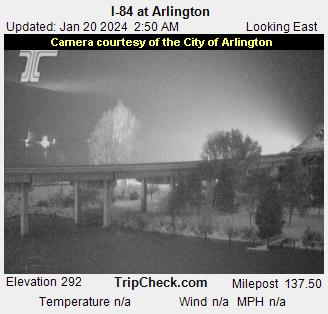 I-84 at Arlington
Updated: Jan 20 2024 2:50 AM Looking East
Camera courtesy of the City of Arlington
Elevation 292 TripCheck.com Milepost 137.50
Temperature n/a Wind n/a MPH n/a